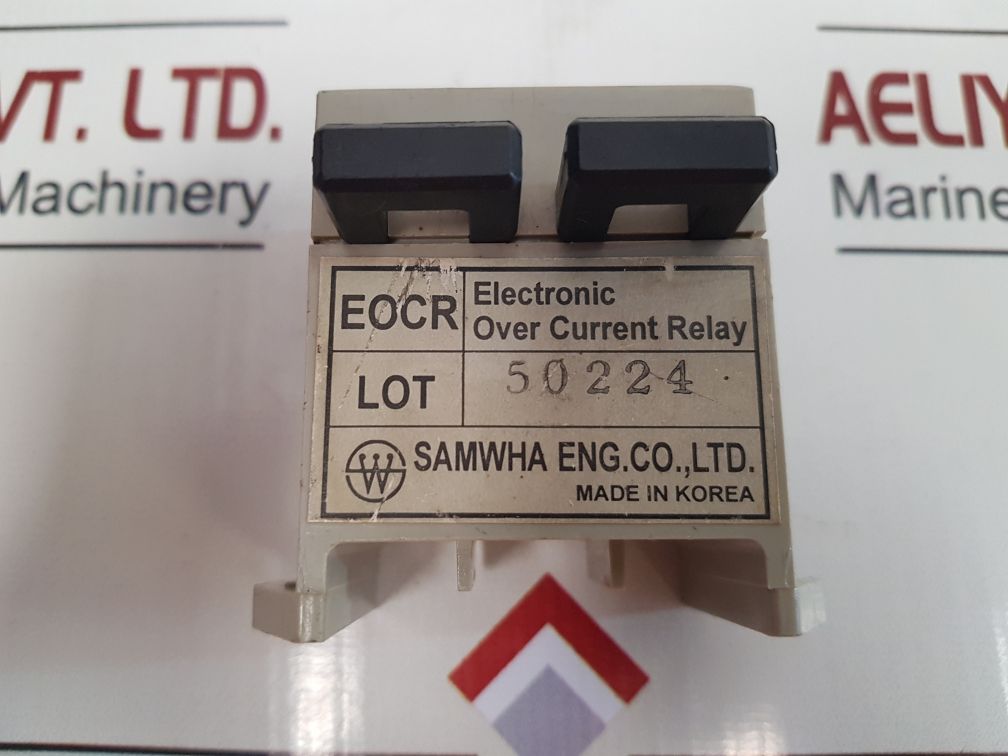 VT. LTD.
Machinery
AELIY
Marine
EOCR
Electronic
Over Current Relay
LOT
50224
SAMWHA ENG.CO.,LTD.
MADE IN KOREA